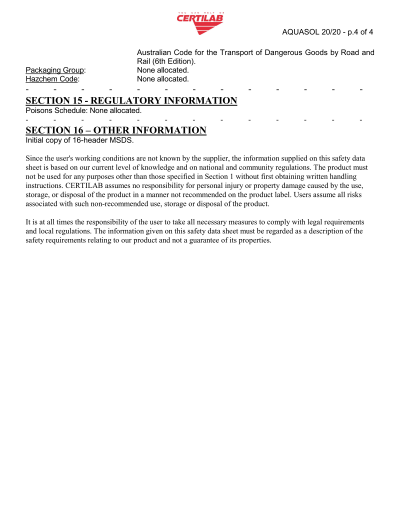 CERTILAB
AQUASOL 20/20 - p.4 of 4
Australian Code for the Transport of Dangerous Goods by Road and
Rail (6th Edition).
Packaging Group: None allocated.
Hazchem Code: None allocated.
- - - - - - - - - - - - -
SECTION 15 - REGULATORY INFORMATION
Poisons Schedule: None allocated.
- - - - - - - - - - - - -
SECTION 16 – OTHER INFORMATION
Initial copy of 16-header MSDS.
Since the user's working conditions are not known by the supplier, the information supplied on this safety data
sheet is based on our current level of knowledge and on national and community regulations. The product must
not be used for any purposes other than those specified in Section 1 without first obtaining written handling
instructions. CERTILAB assumes no responsibility for personal injury or property damaged caused by the use,
storage, or disposal of the product in a manner not recommended on the product label. Users assume all risks
associated with such non-recommended use, storage or disposal of the product.
It is at all times the responsibility of the user to take all necessary measures to comply with legal requirements
and local regulations. The information given on this safety data sheet must be regarded as a description of the
safety requirements relating to our product and not a guarantee of its properties.